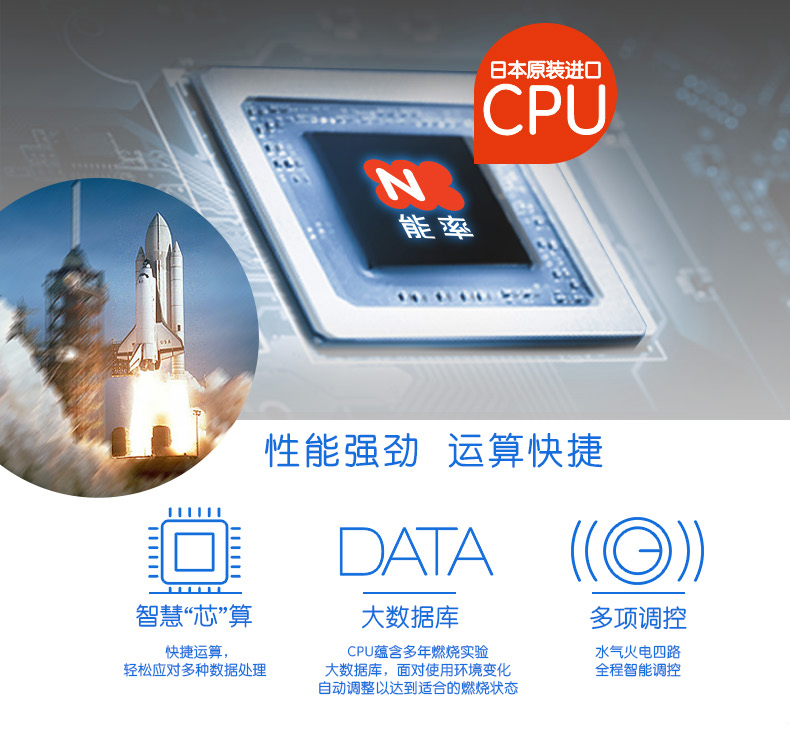 日本原装进口
CPU
N
能率
USA
性能强劲 运算快捷
DATA
智慧“芯”算
大数据库
多项调控
快捷运算,
轻松应对多种数据处理
CPU蕴含多年燃烧实验
大数据库，面对使用环境变化
自动调整以达到适合的燃烧状态
水气火电四路
全程智能调控